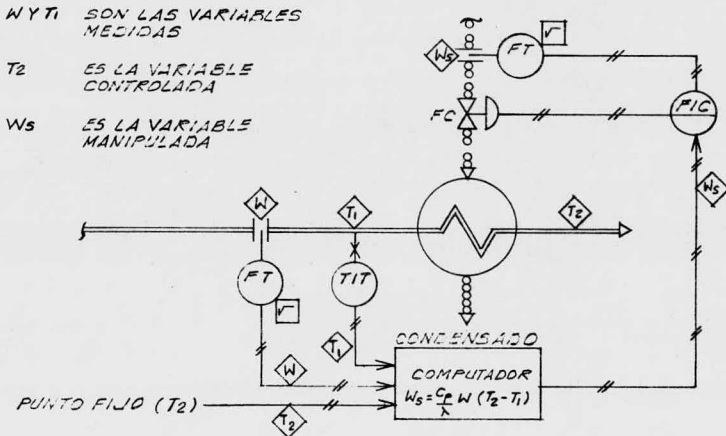 W Y T1 SON LAS VARIABLES
MEDIDAS
T2 ES LA VARIABLE
CONTROLADA
Ws ES LA VARIABLE
MANIPULADA
Ws
FT
√
FC
FIC
Ws
W
T1
T2
FT
√
TIT
T1
W
CONDENSADO
COMPUTADOR
Ws = Cp/λ W (T2-T1)
PUNTO FIJO (T2)
T2